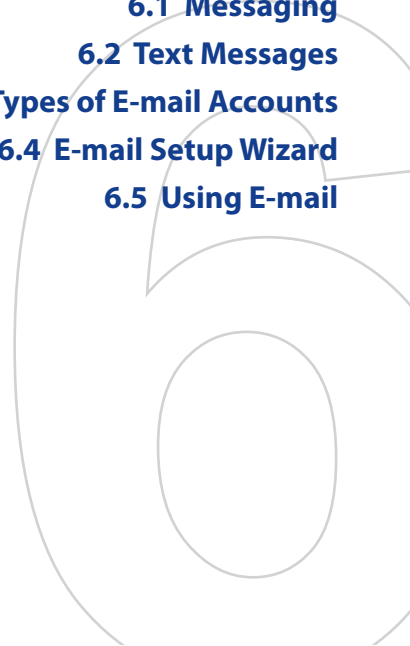 6.1 Messaging
6.2 Text Messages
Types of E-mail Accounts
6.4 E-mail Setup Wizard
6.5 Using E-mail
6